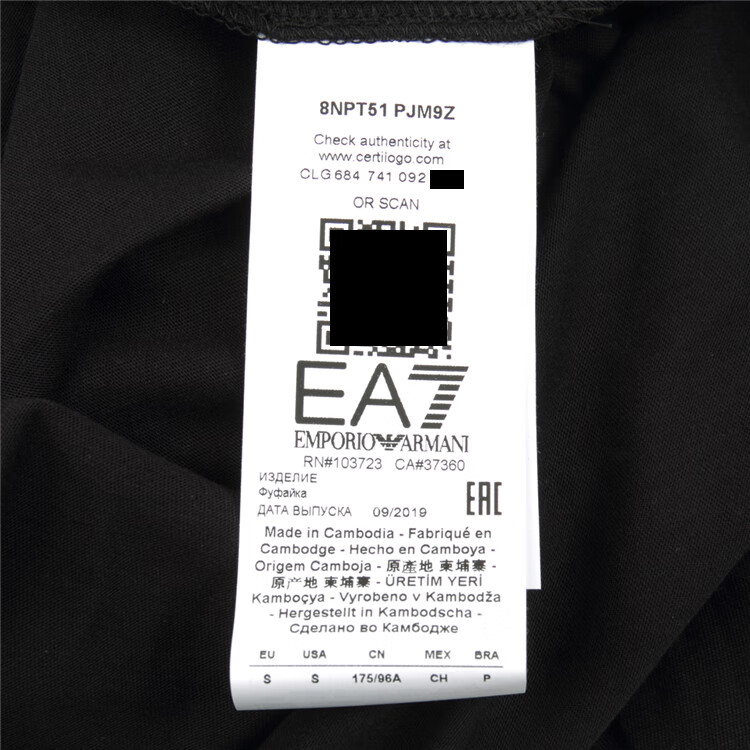 8NPT51 PJM9Z
Check authenticity at
www.certilogo.com
CLG 684 741 092
OR SCAN
EA7
EMPORIO ARMANI
RN#103723 CA#37360
ИЗДЕЛИЕ
Фуфайка
ДАТА ВЫПУСКА 09/2019
EAC
Made in Cambodia - Fabriqué en
Cambodge - Hecho en Camboya -
Origem Camboja - 原產地 柬埔寨 -
原产地 柬埔寨 - ÜRETİM YERİ
Kamboçya - Vyrobeno v Kambodža
- Hergestellt in Kambodscha -
Сделано во Камбодже
EU USA CN MEX BRA
S S 175/96A CH P